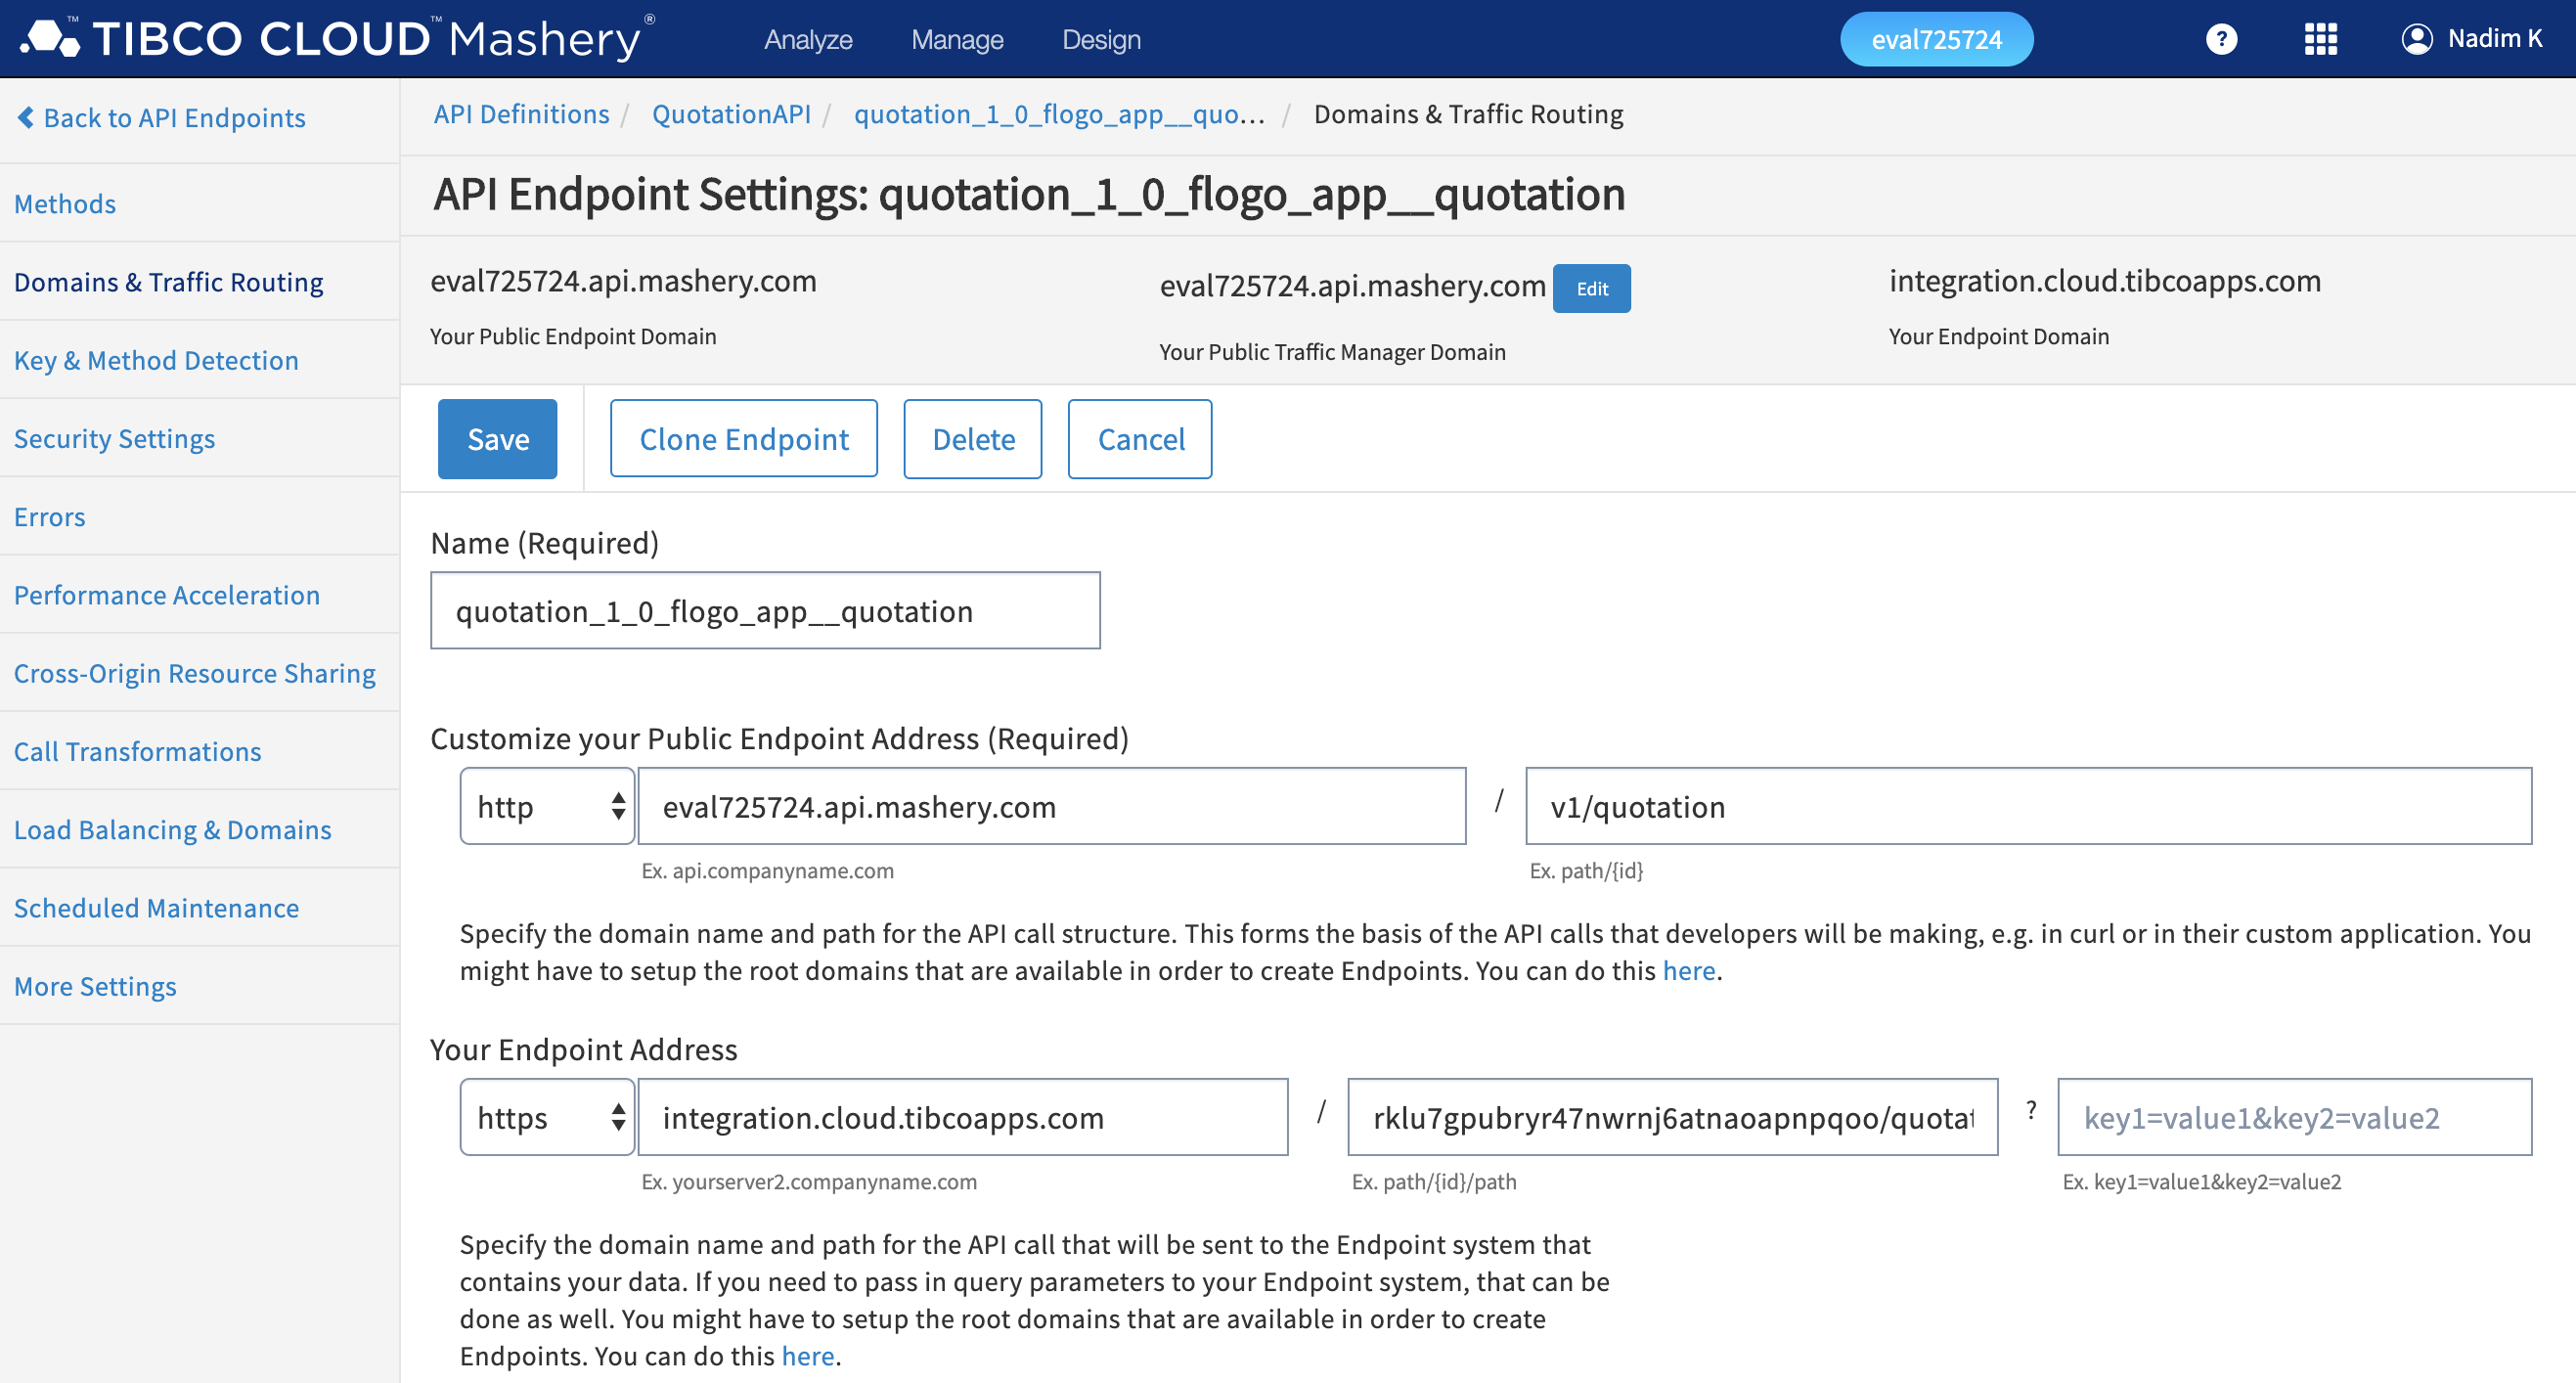 TIBCO CLOUD™ Mashery®
Analyze
Manage
Design
eval725724
?
Nadim K
Back to API Endpoints
Methods
Domains & Traffic Routing
Key & Method Detection
Security Settings
Errors
Performance Acceleration
Cross-Origin Resource Sharing
Call Transformations
Load Balancing & Domains
Scheduled Maintenance
More Settings
API Definitions / QuotationAPI / quotation_1_0_flogo_app__quo... / Domains & Traffic Routing
API Endpoint Settings: quotation_1_0_flogo_app__quotation
eval725724.api.mashery.com
Your Public Endpoint Domain
eval725724.api.mashery.com Edit
Your Public Traffic Manager Domain
integration.cloud.tibcoapps.com
Your Endpoint Domain
Save
Clone Endpoint
Delete
Cancel
Name (Required)
quotation_1_0_flogo_app__quotation
Customize your Public Endpoint Address (Required)
http eval725724.api.mashery.com / v1/quotation
Ex. api.companyname.com
Ex. path/{id}
Specify the domain name and path for the API call structure. This forms the basis of the API calls that developers will be making, e.g. in curl or in their custom application. You
might have to setup the root domains that are available in order to create Endpoints. You can do this here.
Your Endpoint Address
https integration.cloud.tibcoapps.com / rklu7gpubryr47nwrnj6atnaoapnpqoo/quotat ? key1=value1&key2=value2
Ex. yourserver2.companyname.com
Ex. path/{id}/path
Ex. key1=value1&key2=value2
Specify the domain name and path for the API call that will be sent to the Endpoint system that
contains your data. If you need to pass in query parameters to your Endpoint system, that can be
done as well. You might have to setup the root domains that are available in order to create
Endpoints. You can do this here.